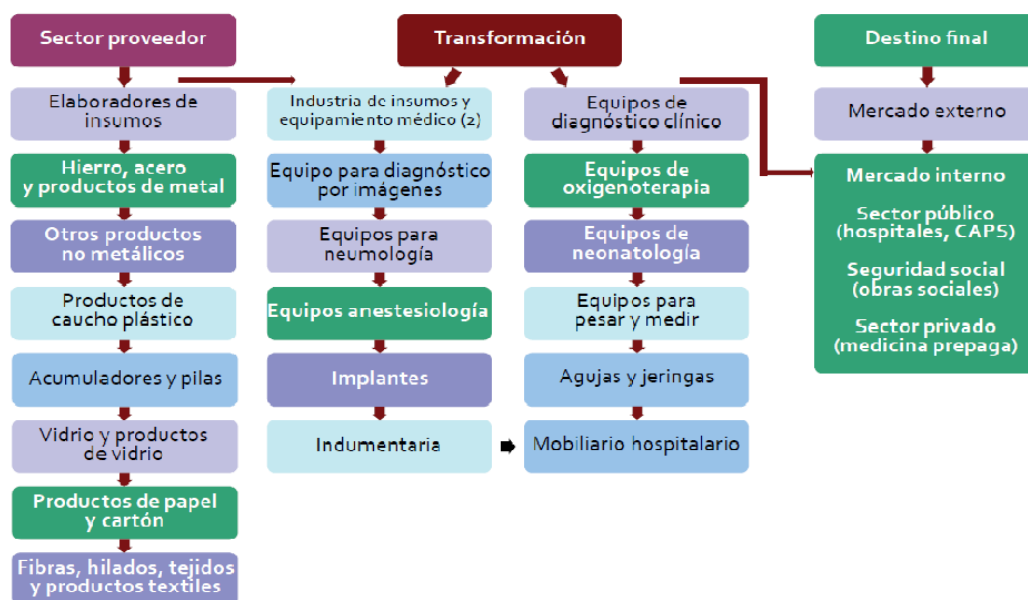 Sector proveedor
Elaboradores de
insumos
Hierro, acero
y productos de metal
Otros productos
no metálicos
Productos de
caucho plástico
Acumuladores y pilas
Vidrio y productos
de vidrio
Productos de papel
y cartón
Fibras, hilados, tejidos
y productos textiles
Transformación
Industria de insumos y
equipamiento médico (2)
Equipo para diagnóstico
por imágenes
Equipos para
neumología
Equipos anestesiología
Implantes
Indumentaria
Equipos de
diagnóstico clínico
Equipos de
oxigenoterapia
Equipos de
neonatología
Equipos para
pesar y medir
Agujas y jeringas
Mobiliario hospitalario
Destino final
Mercado externo
Mercado interno
Sector público
(hospitales, CAPS)
Seguridad social
(obras sociales)
Sector privado
(medicina prepaga)